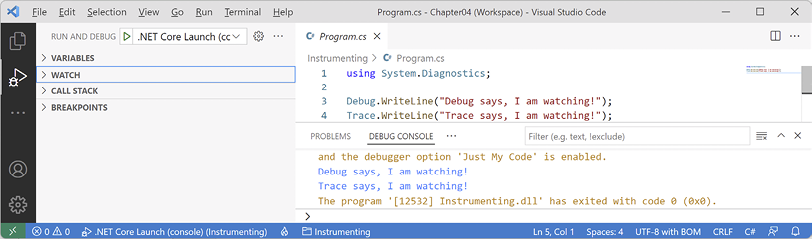 File Edit Selection View Go Run Terminal Help Program.cs - Chapter04 (Workspace) - Visual Studio Code
RUN AND DEBUG .NET Core Launch (cc
VARIABLES
WATCH
CALL STACK
BREAKPOINTS
Program.cs
Instrumenting > Program.cs
1 using System.Diagnostics;
2
3 Debug.WriteLine("Debug says, I am watching!");
4 Trace.WriteLine("Trace says, I am watching!");
PROBLEMS DEBUG CONSOLE ... Filter (e.g. text, !exclude)
and the debugger option 'Just My Code' is enabled.
Debug says, I am watching!
Trace says, I am watching!
The program '[12532] Instrumenting.dll' has exited with code 0 (0x0).
>
0 0 .NET Core Launch (console) (Instrumenting) Instrumenting Ln 5, Col 1 Spaces: 4 UTF-8 with BOM CRLF C#